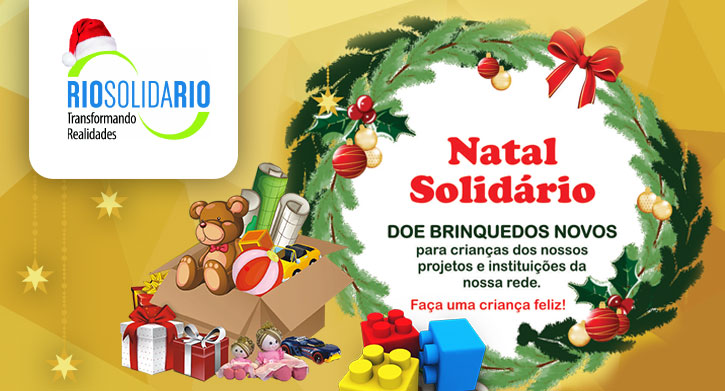 RIOSOLIDARIO
Transformando
Realidades
Natal
Solidário
DOE BRINQUEDOS NOVOS
para crianças dos nossos
projetos e instituições da
nossa rede.
Faça uma criança feliz!